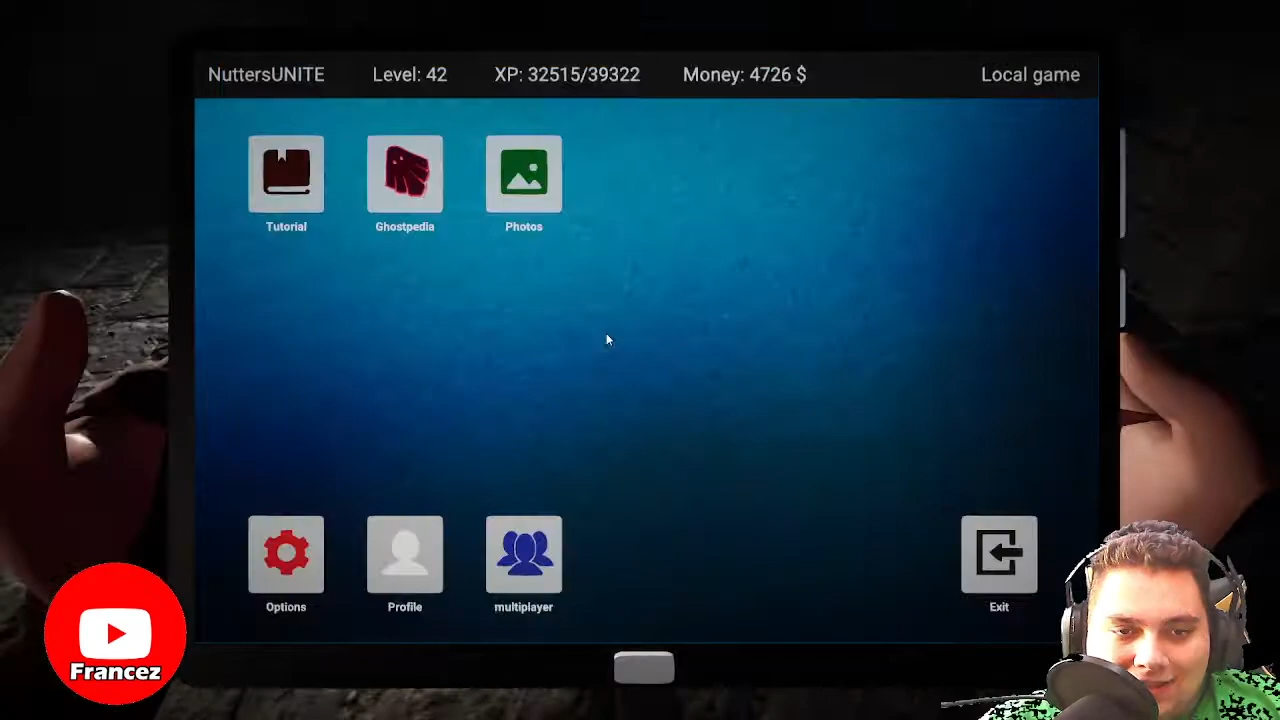 NuttersUNITE Level: 42 XP: 32515/39322 Money: 4726 $ Local game
Tutorial Ghostpedia Photos
Options Profile multiplayer Exit
Francez